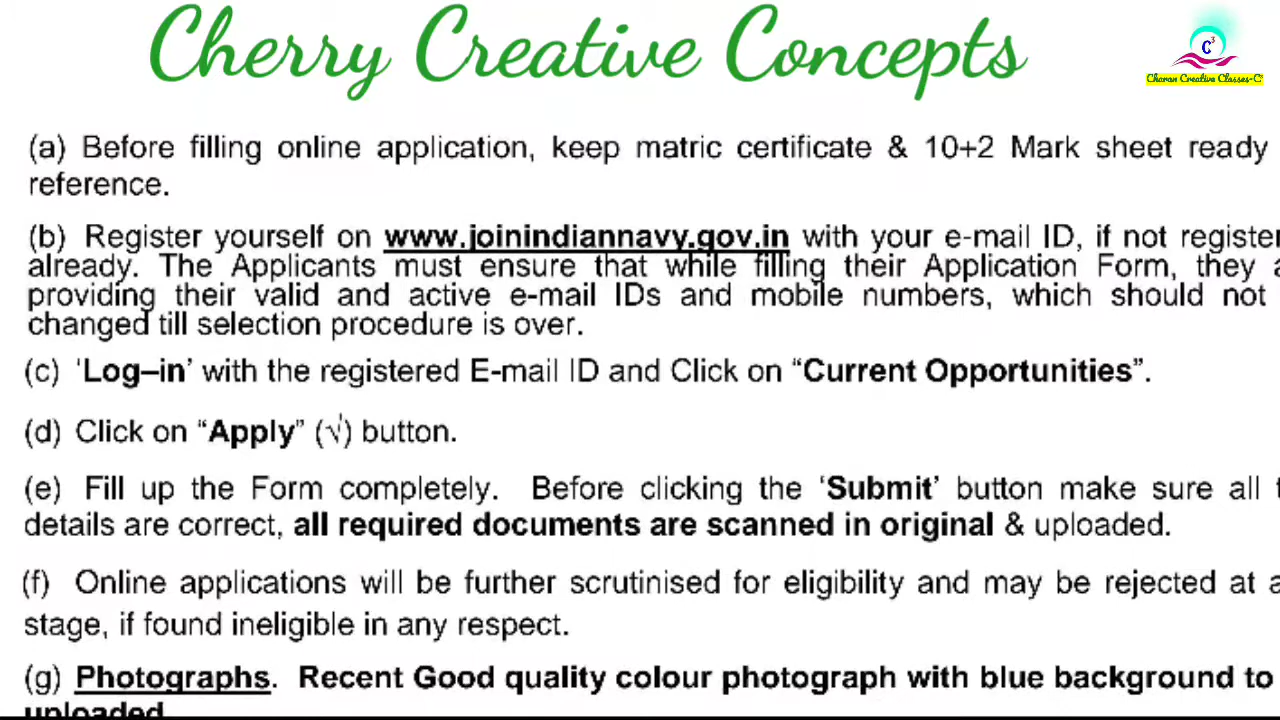 Cherry Creative Concepts
C³
Charan Creative Classes-C³
(a) Before filling online application, keep matric certificate & 10+2 Mark sheet ready
reference.
(b) Register yourself on www.joinindiannavy.gov.in with your e-mail ID, if not register
already. The Applicants must ensure that while filling their Application Form, they a
providing their valid and active e-mail IDs and mobile numbers, which should not
changed till selection procedure is over.
(c) ‘Log–in’ with the registered E-mail ID and Click on “Current Opportunities”.
(d) Click on “Apply” (√) button.
(e) Fill up the Form completely. Before clicking the ‘Submit’ button make sure all t
details are correct, all required documents are scanned in original & uploaded.
(f) Online applications will be further scrutinised for eligibility and may be rejected at a
stage, if found ineligible in any respect.
(g) Photographs. Recent Good quality colour photograph with blue background to
uploaded